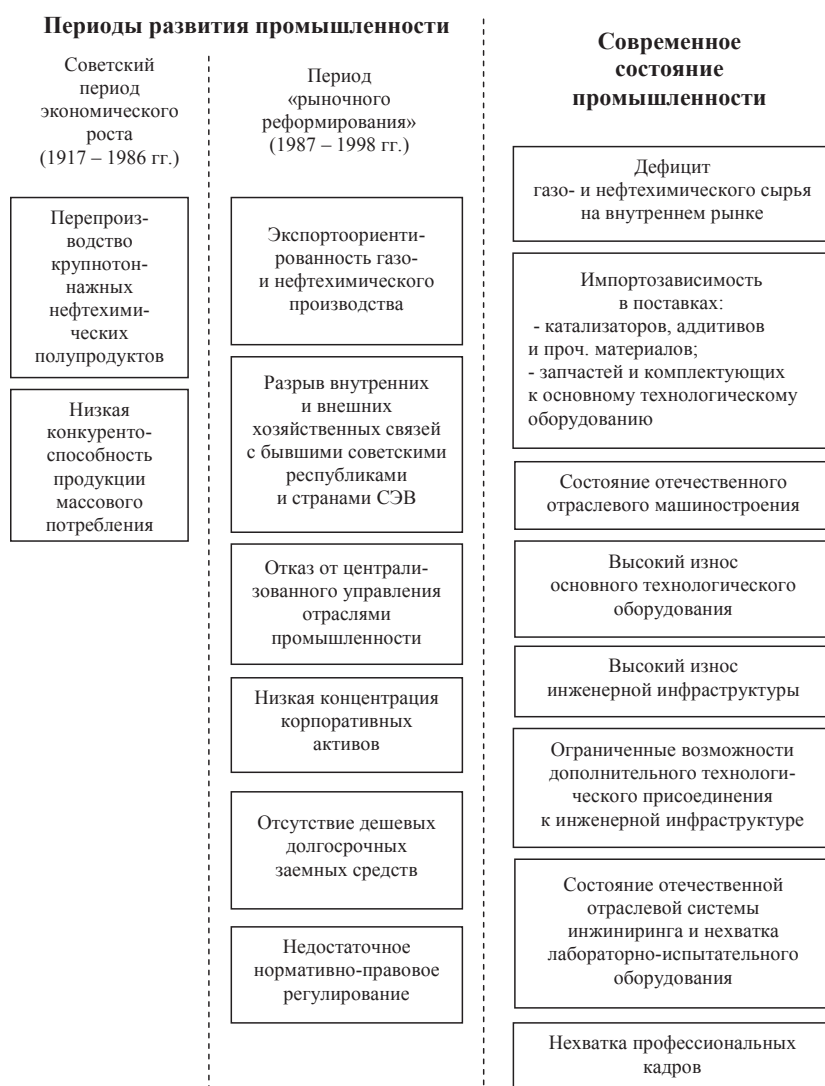 Периоды развития промышленности
Советский
период
экономического
роста
(1917 – 1986 гг.)
Перепроиз-
водство
крупнотон-
нажных
нефтехими-
ческих
полупродуктов
Низкая
конкуренто-
способность
продукции
массового
потребления
Период
«рыночного
реформирования»
(1987 – 1998 гг.)
Экспортоориенти-
рованность газо-
и нефтехимического
производства
Разрыв внутренних
и внешних
хозяйственных связей
с бывшими советскими
республиками
и странами СЭВ
Отказ от централи-
зованного управления
отраслями
промышленности
Низкая концентрация
корпоративных
активов
Отсутствие дешевых
долгосрочных
заемных средств
Недостаточное
нормативно-правовое
регулирование
Современное
состояние
промышленности
Дефицит
газо- и нефтехимического сырья
на внутреннем рынке
Импортозависимость
в поставках:
- катализаторов, аддитивов
и проч. материалов;
- запчастей и комплектующих
к основному технологическому
оборудованию
Состояние отечественного
отраслевого машиностроения
Высокий износ
основного технологического
оборудования
Высокий износ
инженерной инфраструктуры
Ограниченные возможности
дополнительного технологи-
ческого присоединения
к инженерной инфраструктуре
Состояние отечественной
отраслевой системы
инжиниринга и нехватка
лабораторно-испытательного
оборудования
Нехватка профессиональных
кадров